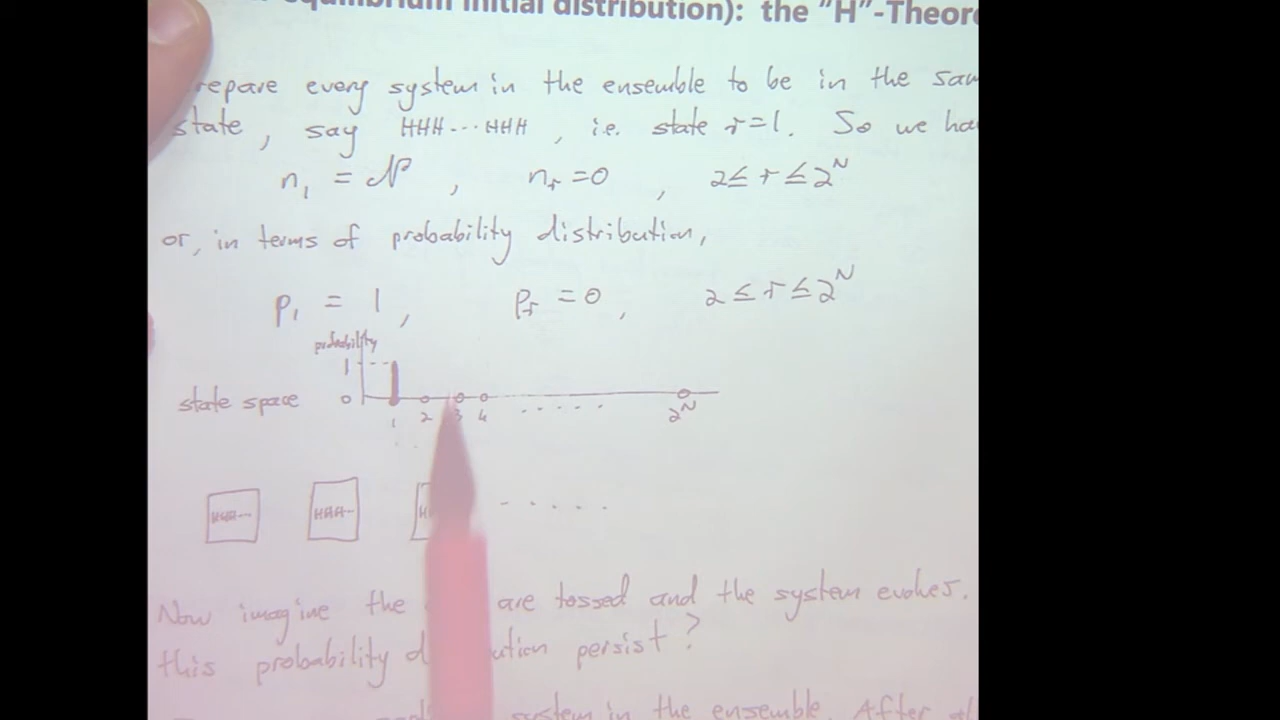 equilibrium initial distribution): the "H"-Theore
repare every system in the ensemble to be in the sam
state, say HHH···HHH, i.e. state r=1. So we ha
n₁ = 𝒩, nᵣ = 0, 2 ≤ r ≤ 2ᴺ
or, in terms of probability distribution,
p₁ = 1, pᵣ = 0, 2 ≤ r ≤ 2ᴺ
probability
1
state space 0
1 2 3 4 ····· 2ᴺ
HHH··· HHH·· H ·····
Now imagine the are tossed and the system evolves.
this probability d ution persist?
system in the ensemble. After